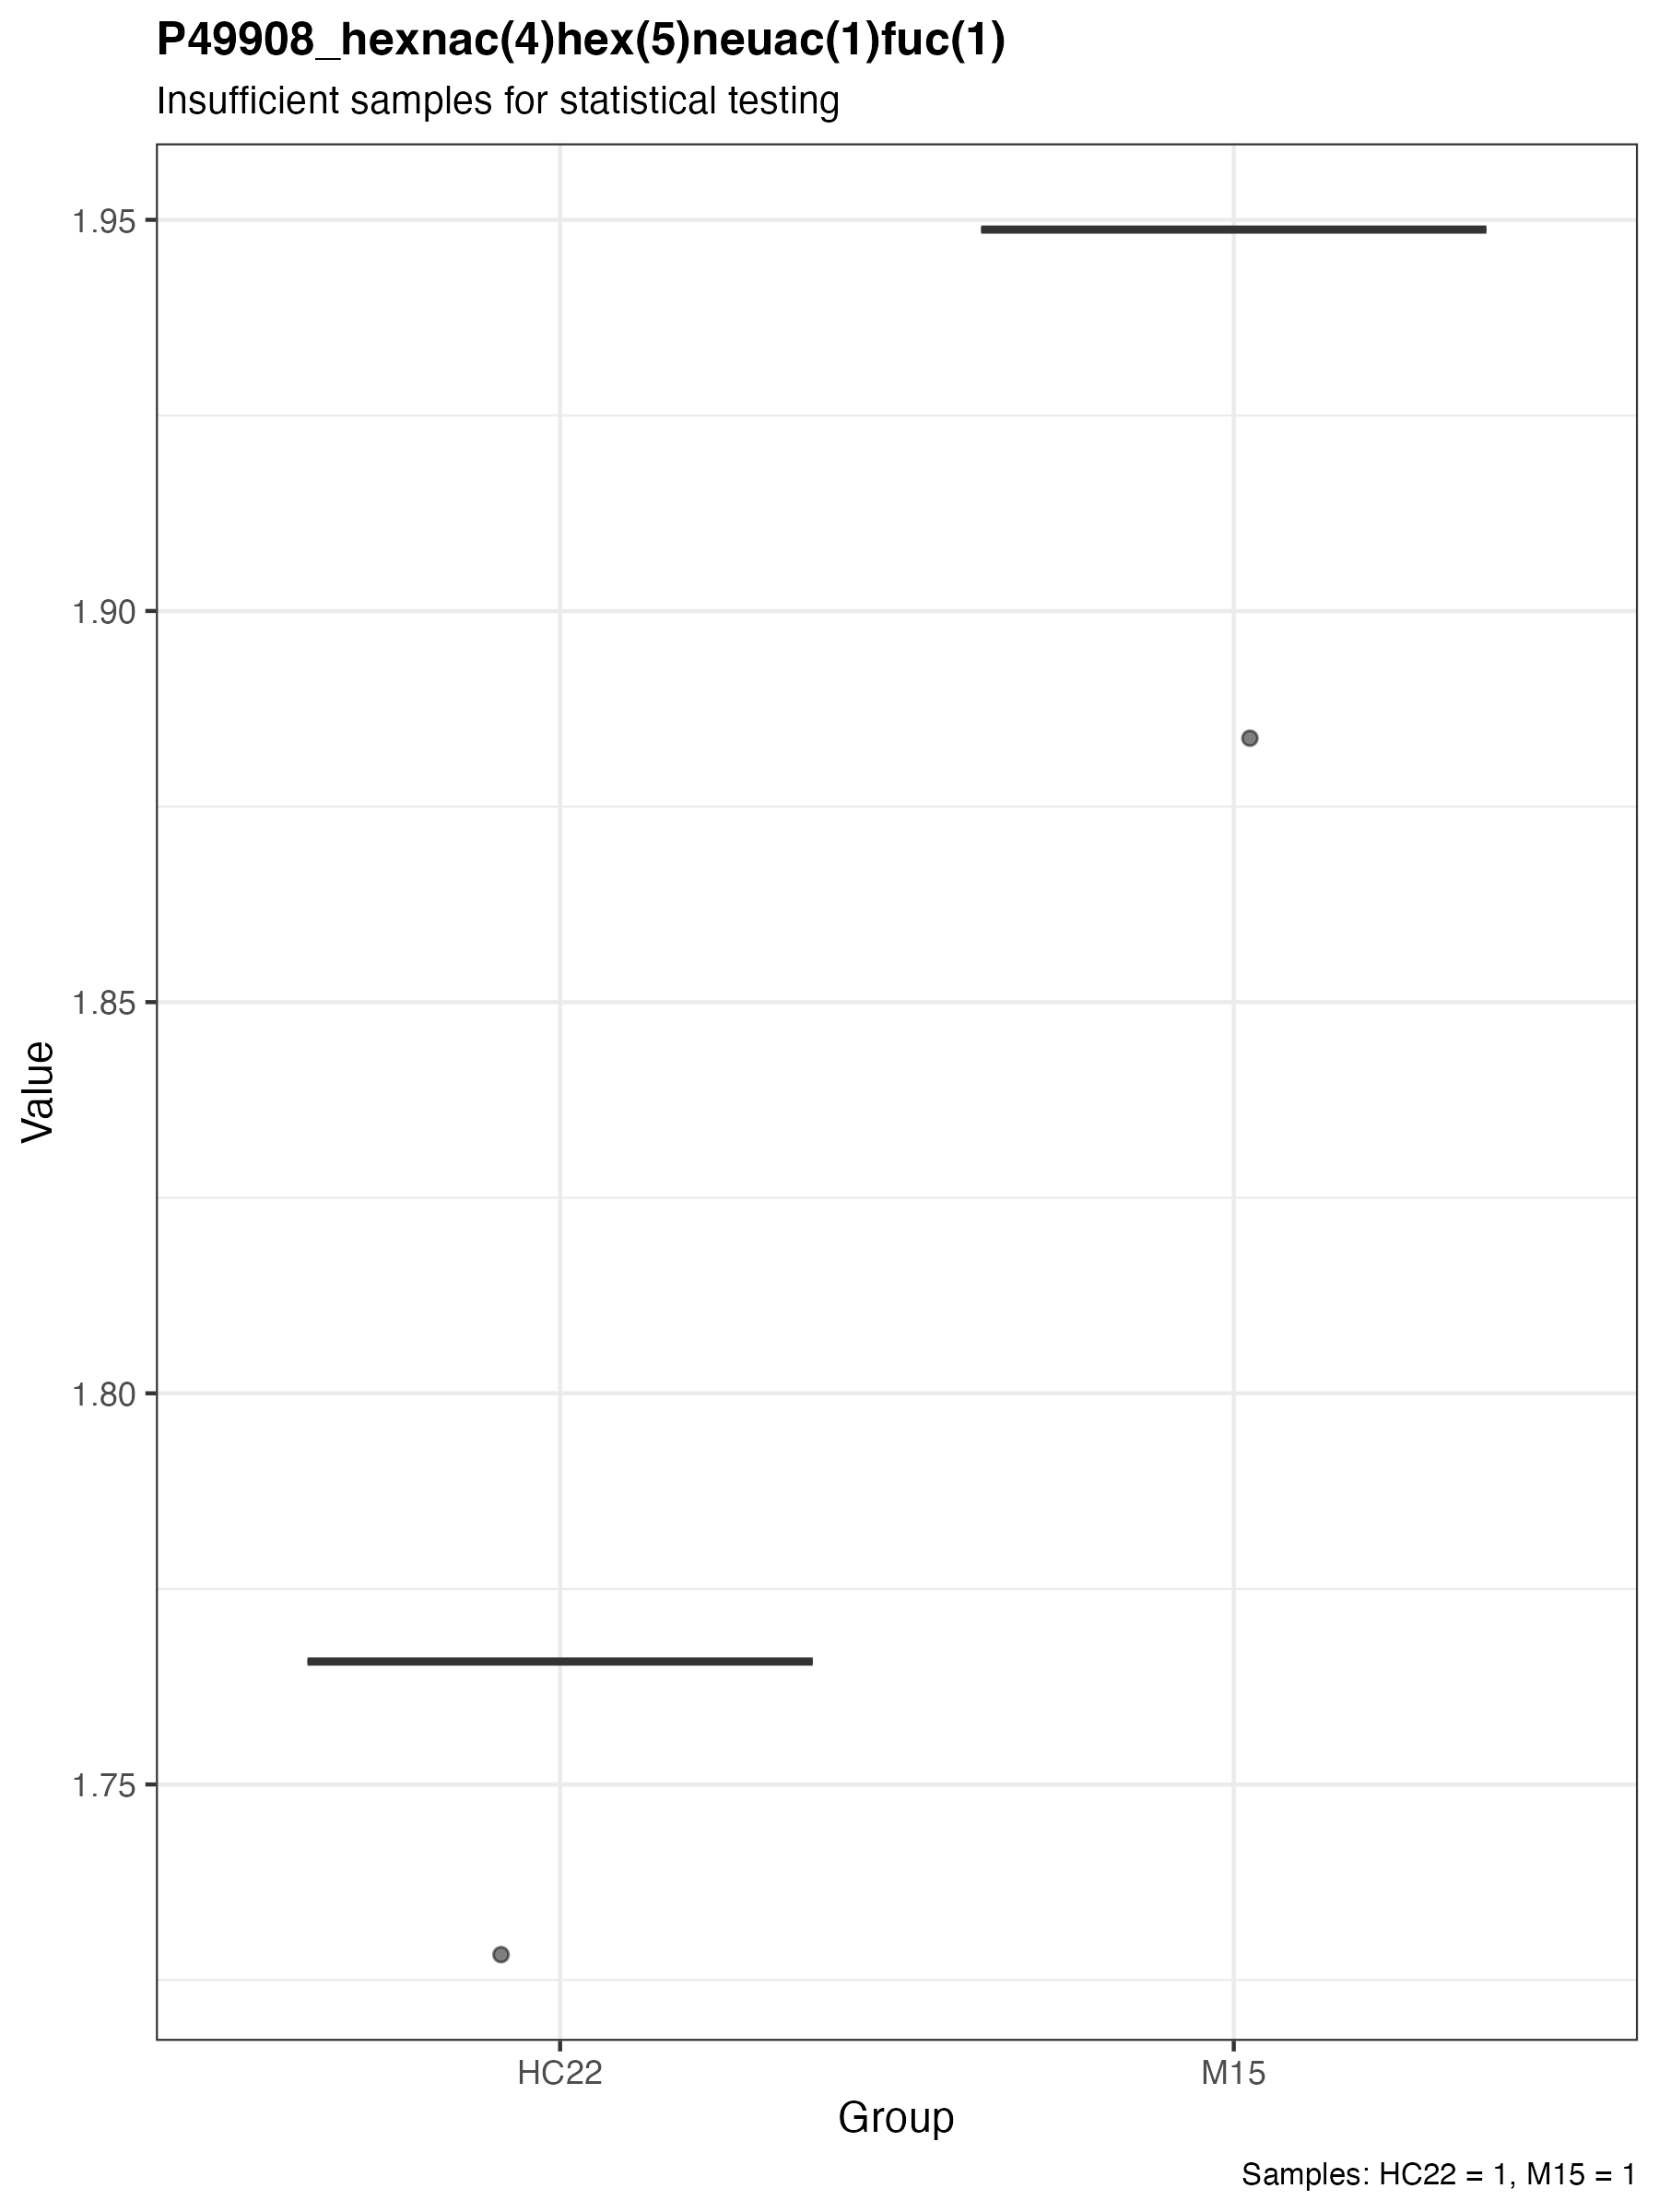 P49908_hexnac(4)hex(5)neuac(1)fuc(1)
Insufficient samples for statistical testing
1.95
1.90
1.85
1.80
1.75
Value
HC22
M15
Group
Samples: HC22 = 1, M15 = 1